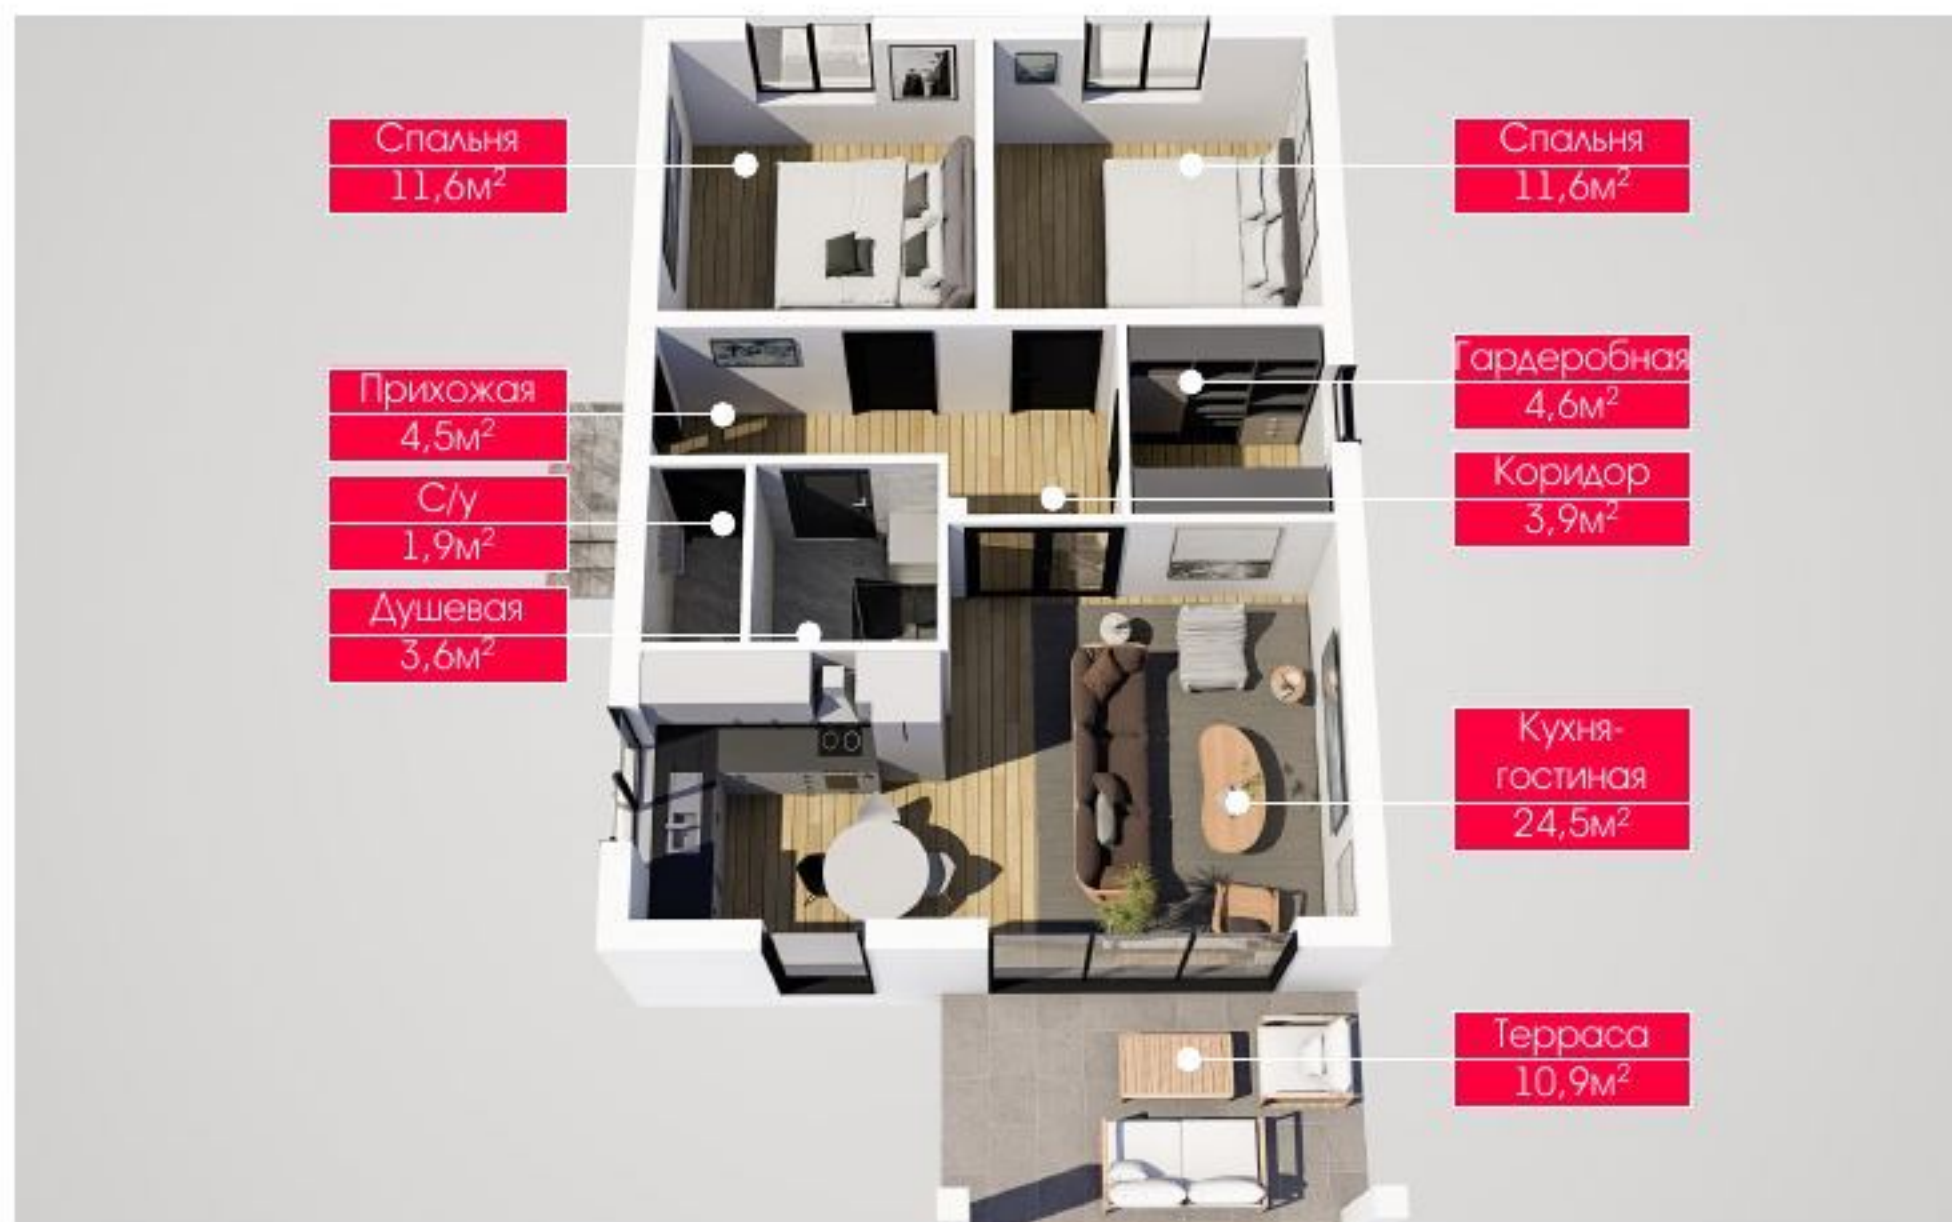 Спальня
11,6м²
Спальня
11,6м²
Прихожая
4,5м²
С/у
1,9м²
Душевая
3,6м²
Гардеробная
4,6м²
Коридор
3,9м²
Кухня-
гостиная
24,5м²
Терраса
10,9м²